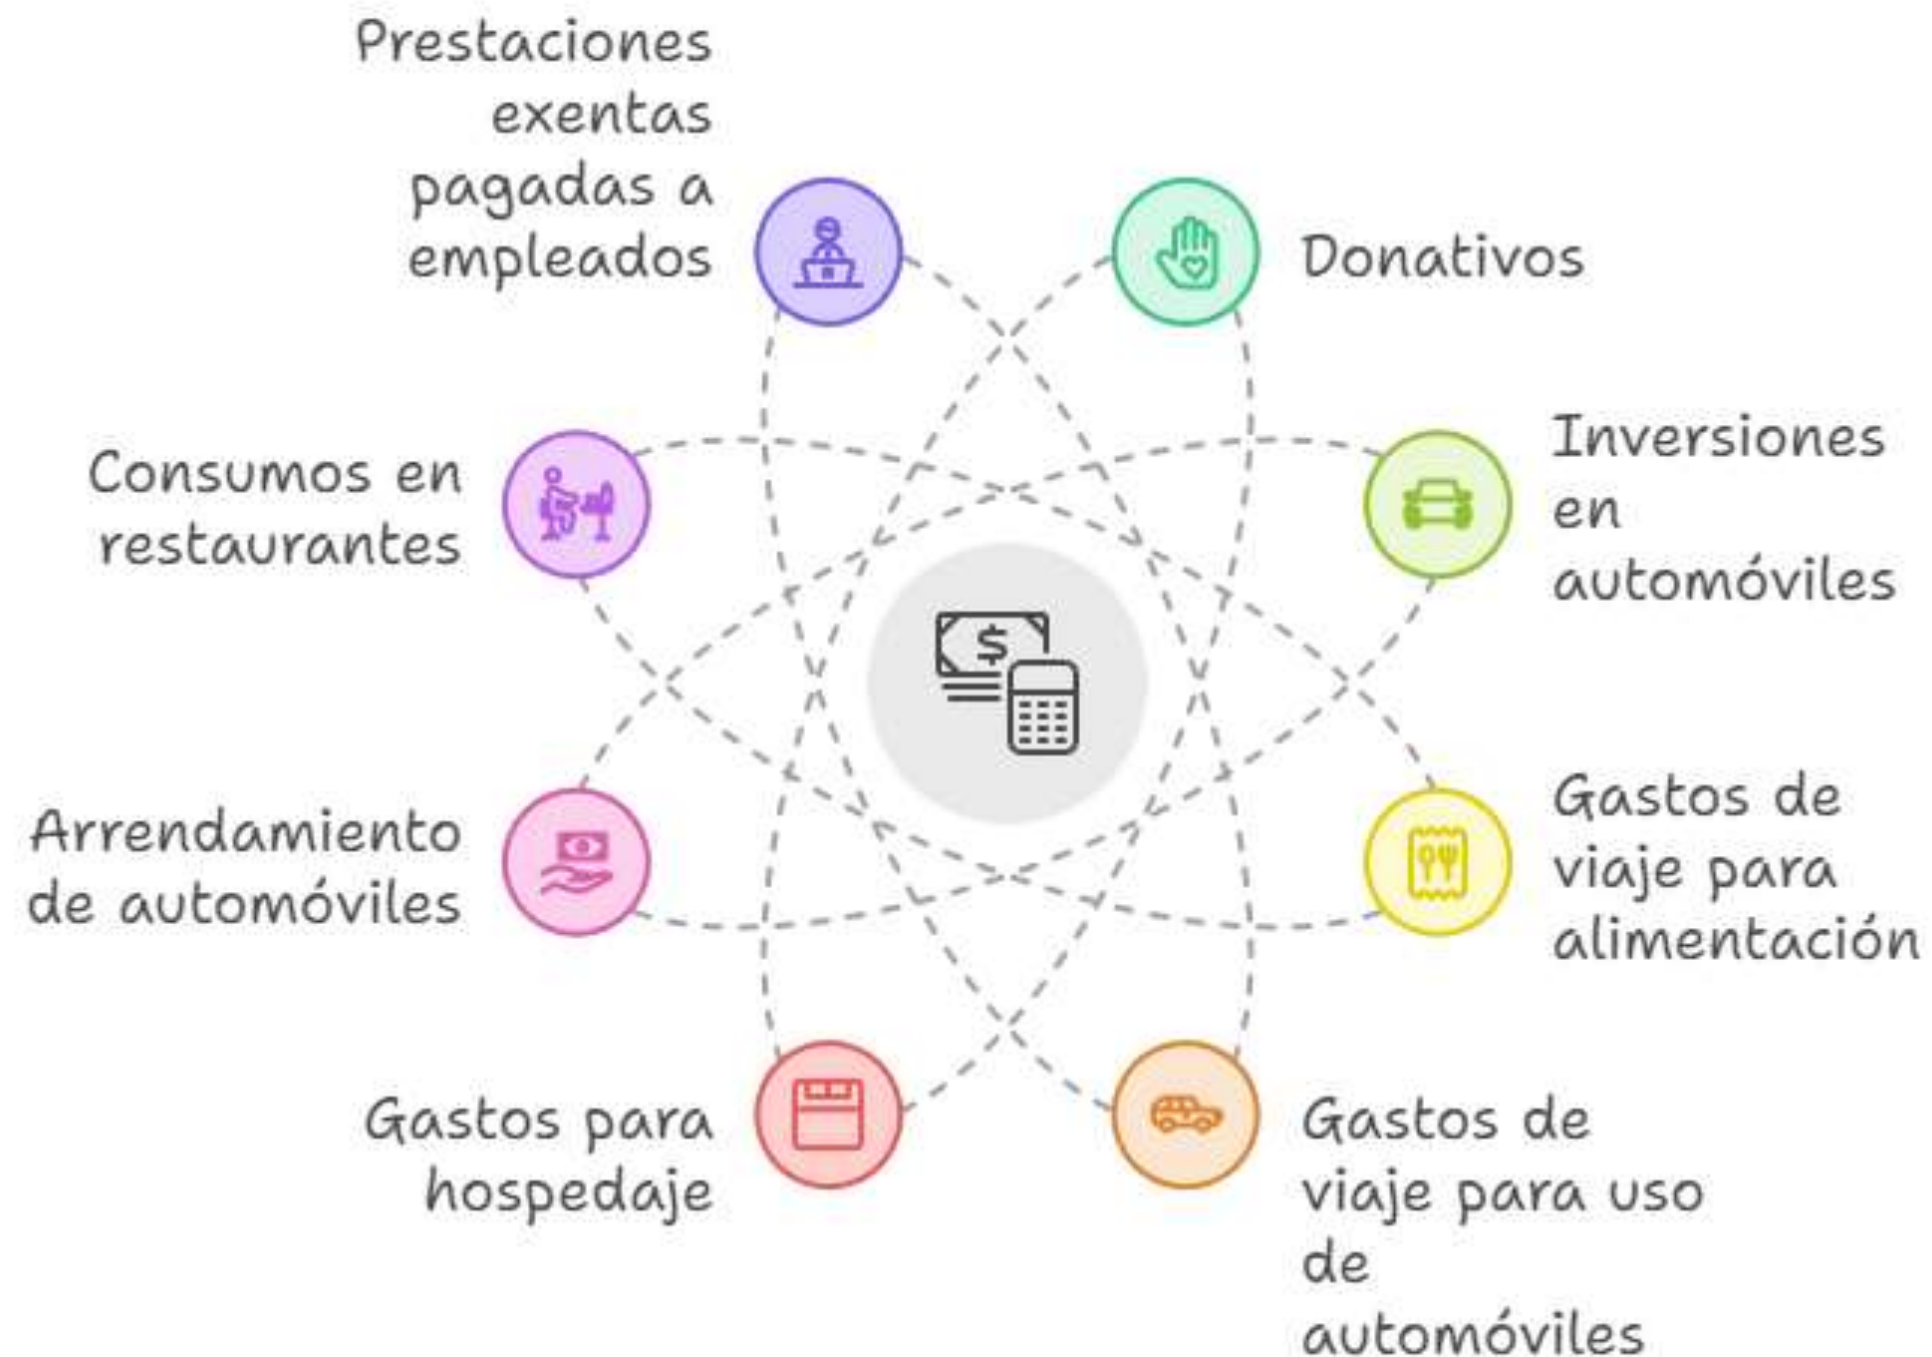 Prestaciones
exentas
pagadas a
empleados
Donativos
Consumos en
restaurantes
Inversiones
en
automóviles
Arrendamiento
de automóviles
Gastos de
viaje para
alimentación
Gastos para
hospedaje
Gastos de
viaje para uso
de
automóviles
$